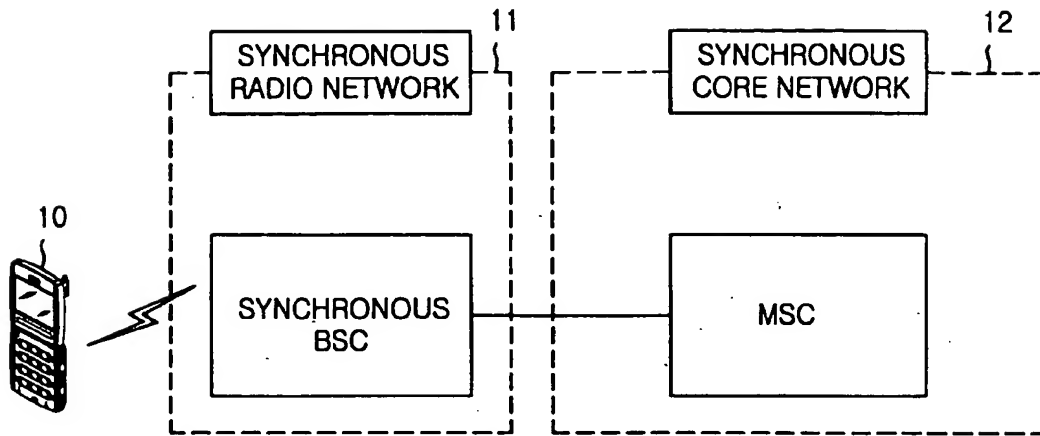 11
12
SYNCHRONOUS
RADIO NETWORK
SYNCHRONOUS
CORE NETWORK
10
SYNCHRONOUS
BSC
MSC